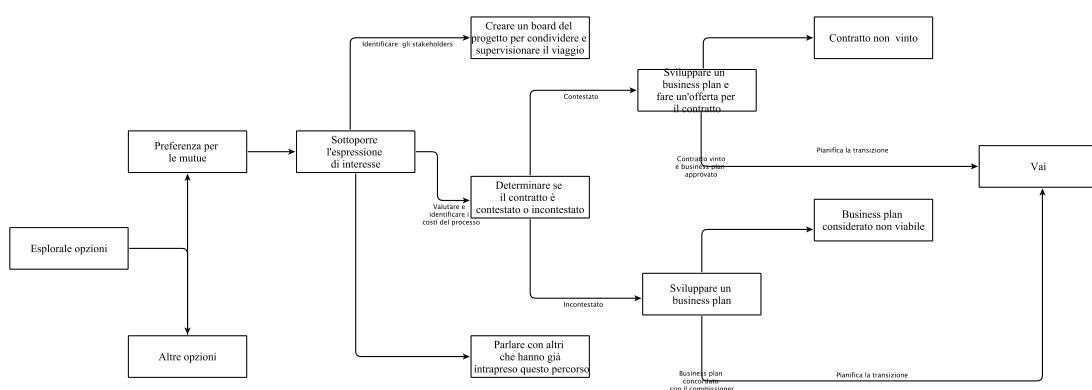 Creare un board del
progetto per condividere e
supervisionare il viaggio
Contratto non vinto
Identificare gli stakeholders
Sviluppare un
business plan e
fare un'offerta per
il contratto
Contestato
Preferenza per
le mutue
Sottoporre
l'espressione
di interesse
Contratto vinto
e business plan
approvato
Pianifica la transizione
Vai
Determinare se
il contratto è
contestato o incontestato
Valutare e
identificare i
costi del processo
Business plan
considerato non viabile
Esplorale opzioni
Sviluppare un
business plan
Incontestato
Altre opzioni
Parlare con altri
che hanno già
intrapreso questo percorso
Business plan
concordato
con il commissioner
Pianifica la transizione